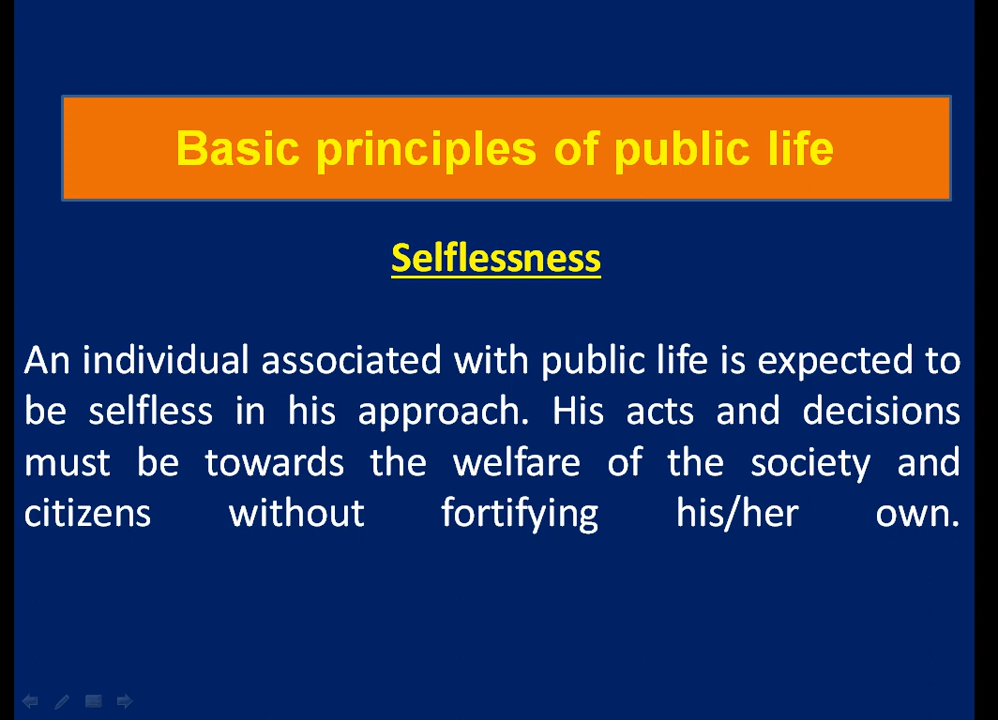 Basic principles of public life
Selflessness
An individual associated with public life is expected to
be selfless in his approach. His acts and decisions
must be towards the welfare of the society and
citizens without fortifying his/her own.